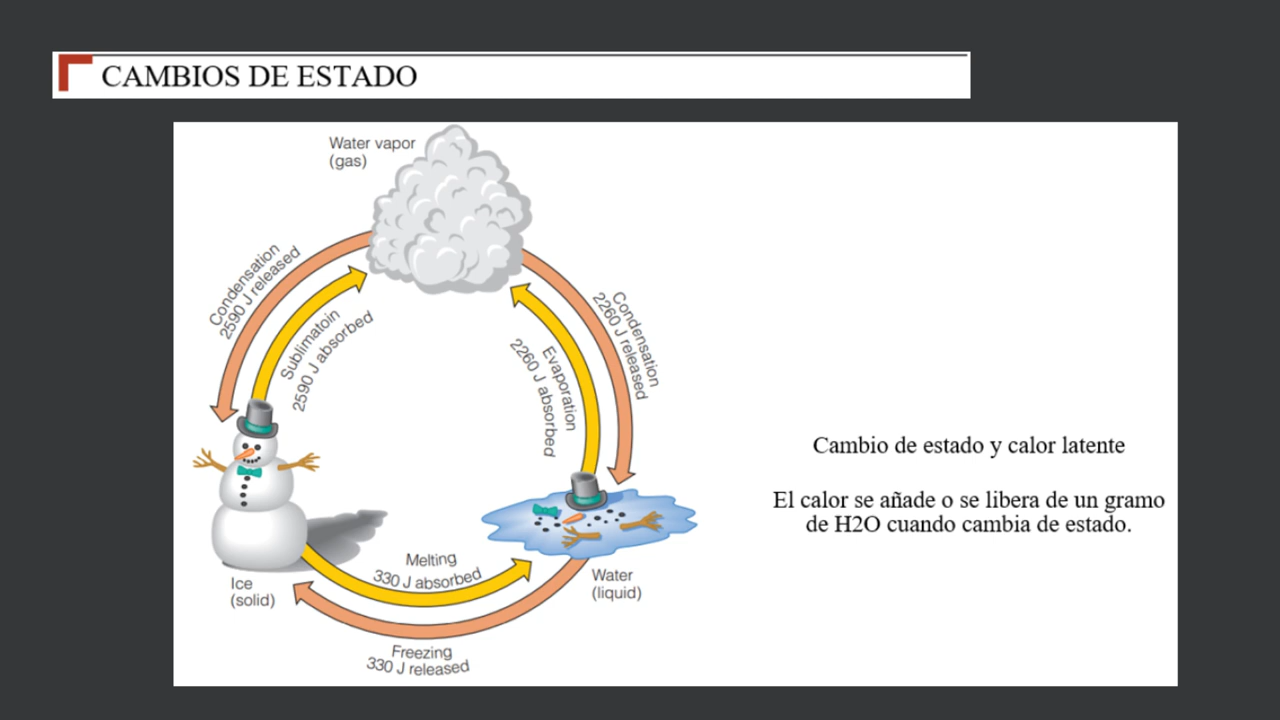 CAMBIOS DE ESTADO
Water vapor
(gas)
Condensation
2590 J released
Sublimatoin
2590 J absorbed
Condensation
2260 J released
Evaporation
2260 J absorbed
Cambio de estado y calor latente
El calor se añade o se libera de un gramo
de H2O cuando cambia de estado.
Melting
330 J absorbed
Ice
(solid)
Water
(liquid)
Freezing
330 J released